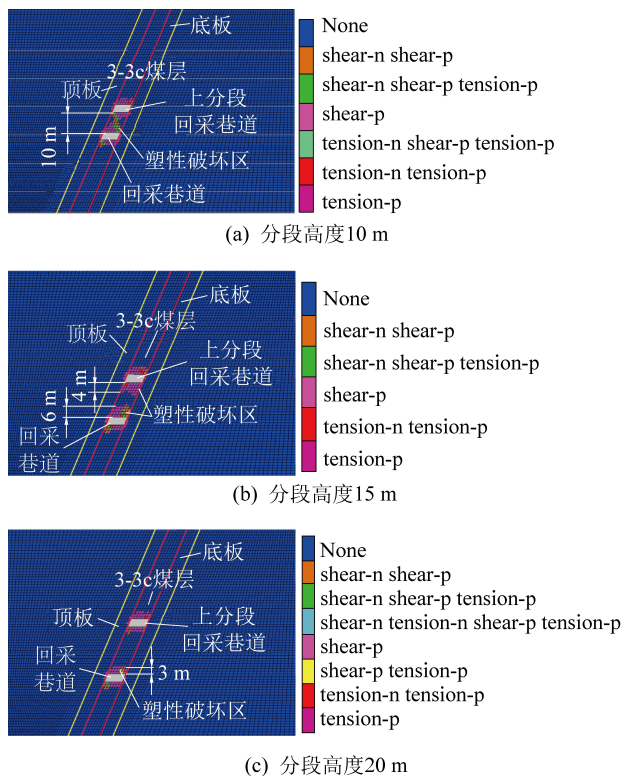 底板
3-3c煤层
顶板
上分段
回采巷道
10 m
塑性破坏区
回采巷道
None
shear-n shear-p
shear-n shear-p tension-p
shear-p
tension-n shear-p tension-p
tension-n tension-p
tension-p
(a) 分段高度10 m
底板
3-3c煤层
顶板
上分段
回采巷道
4 m
6 m
塑性破坏区
回采
巷道
None
shear-n shear-p
shear-n shear-p tension-p
shear-p
tension-n tension-p
tension-p
(b) 分段高度15 m
底板
3-3c煤层
顶板
上分段
回采巷道
回采
巷道
3 m
塑性破坏区
None
shear-n shear-p
shear-n shear-p tension-p
shear-n tension-n shear-p tension-p
shear-p
shear-p tension-p
tension-n tension-p
tension-p
(c) 分段高度20 m